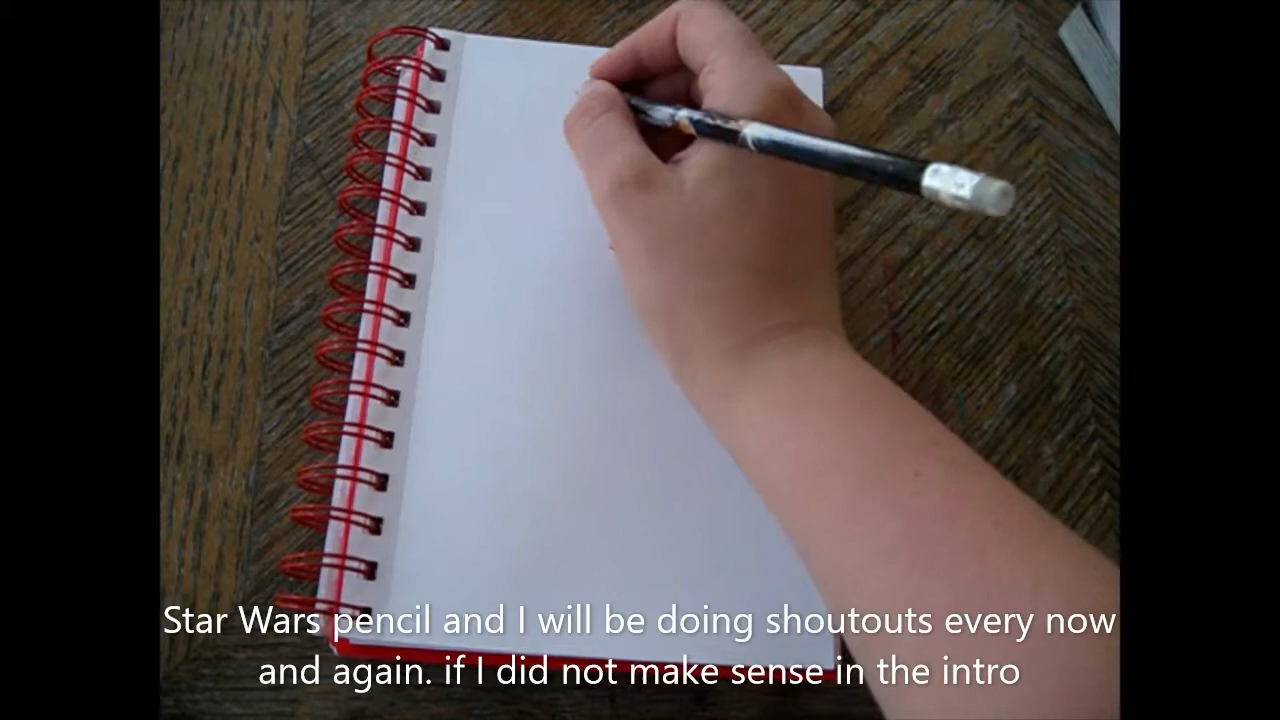 Star Wars pencil and I will be doing shoutouts every now
and again. if I did not make sense in the intro